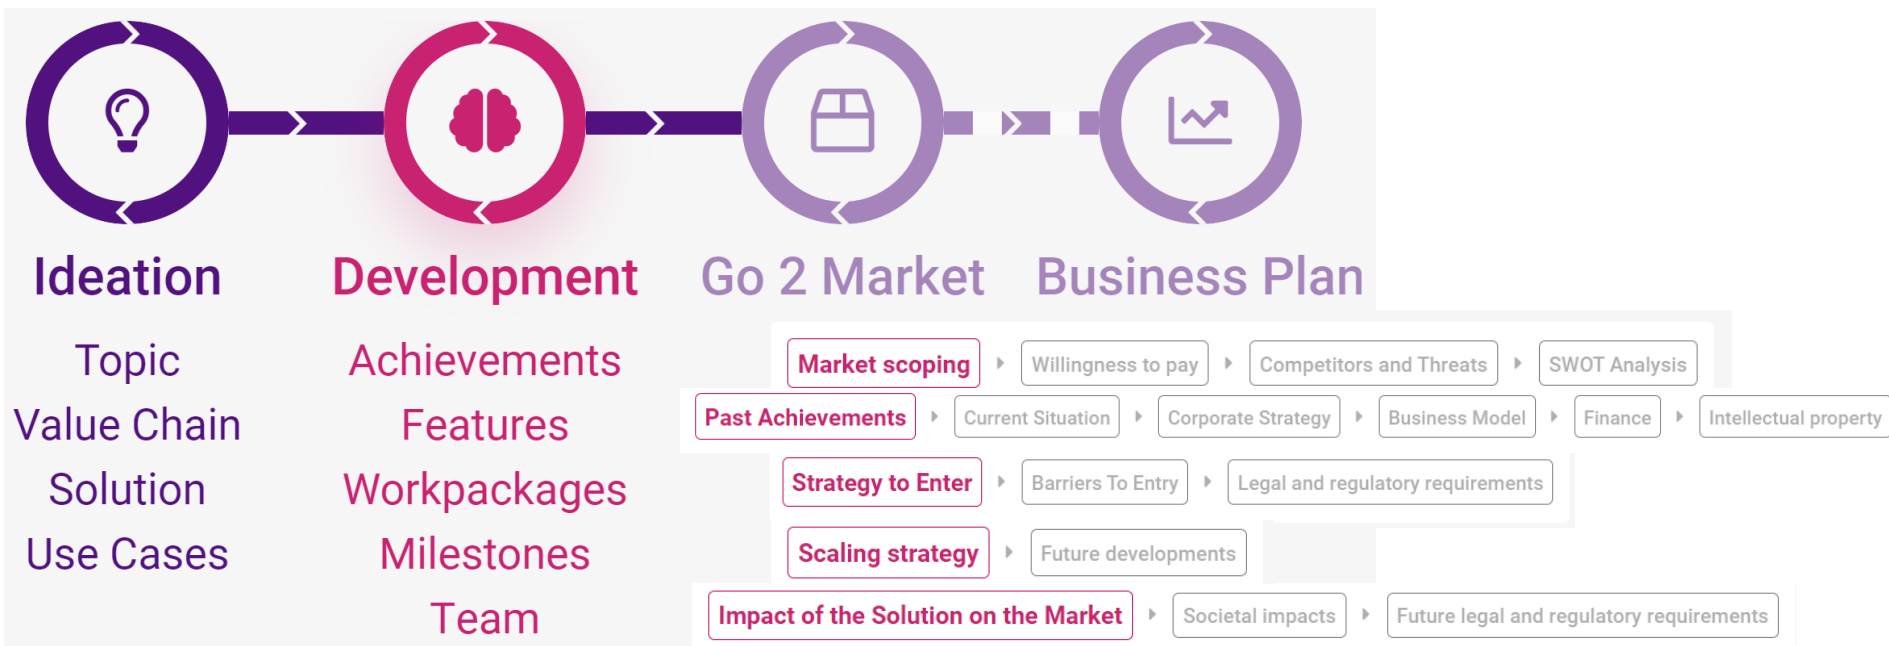 Ideation Development Go 2 Market Business Plan
Topic
Value Chain
Solution
Use Cases
Achievements
Features
Workpackages
Milestones
Team
Market scoping Willingness to pay Competitors and Threats SWOT Analysis
Past Achievements Current Situation Corporate Strategy Business Model Finance Intellectual property
Strategy to Enter Barriers To Entry Legal and regulatory requirements
Scaling strategy Future developments
Impact of the Solution on the Market Societal impacts Future legal and regulatory requirements